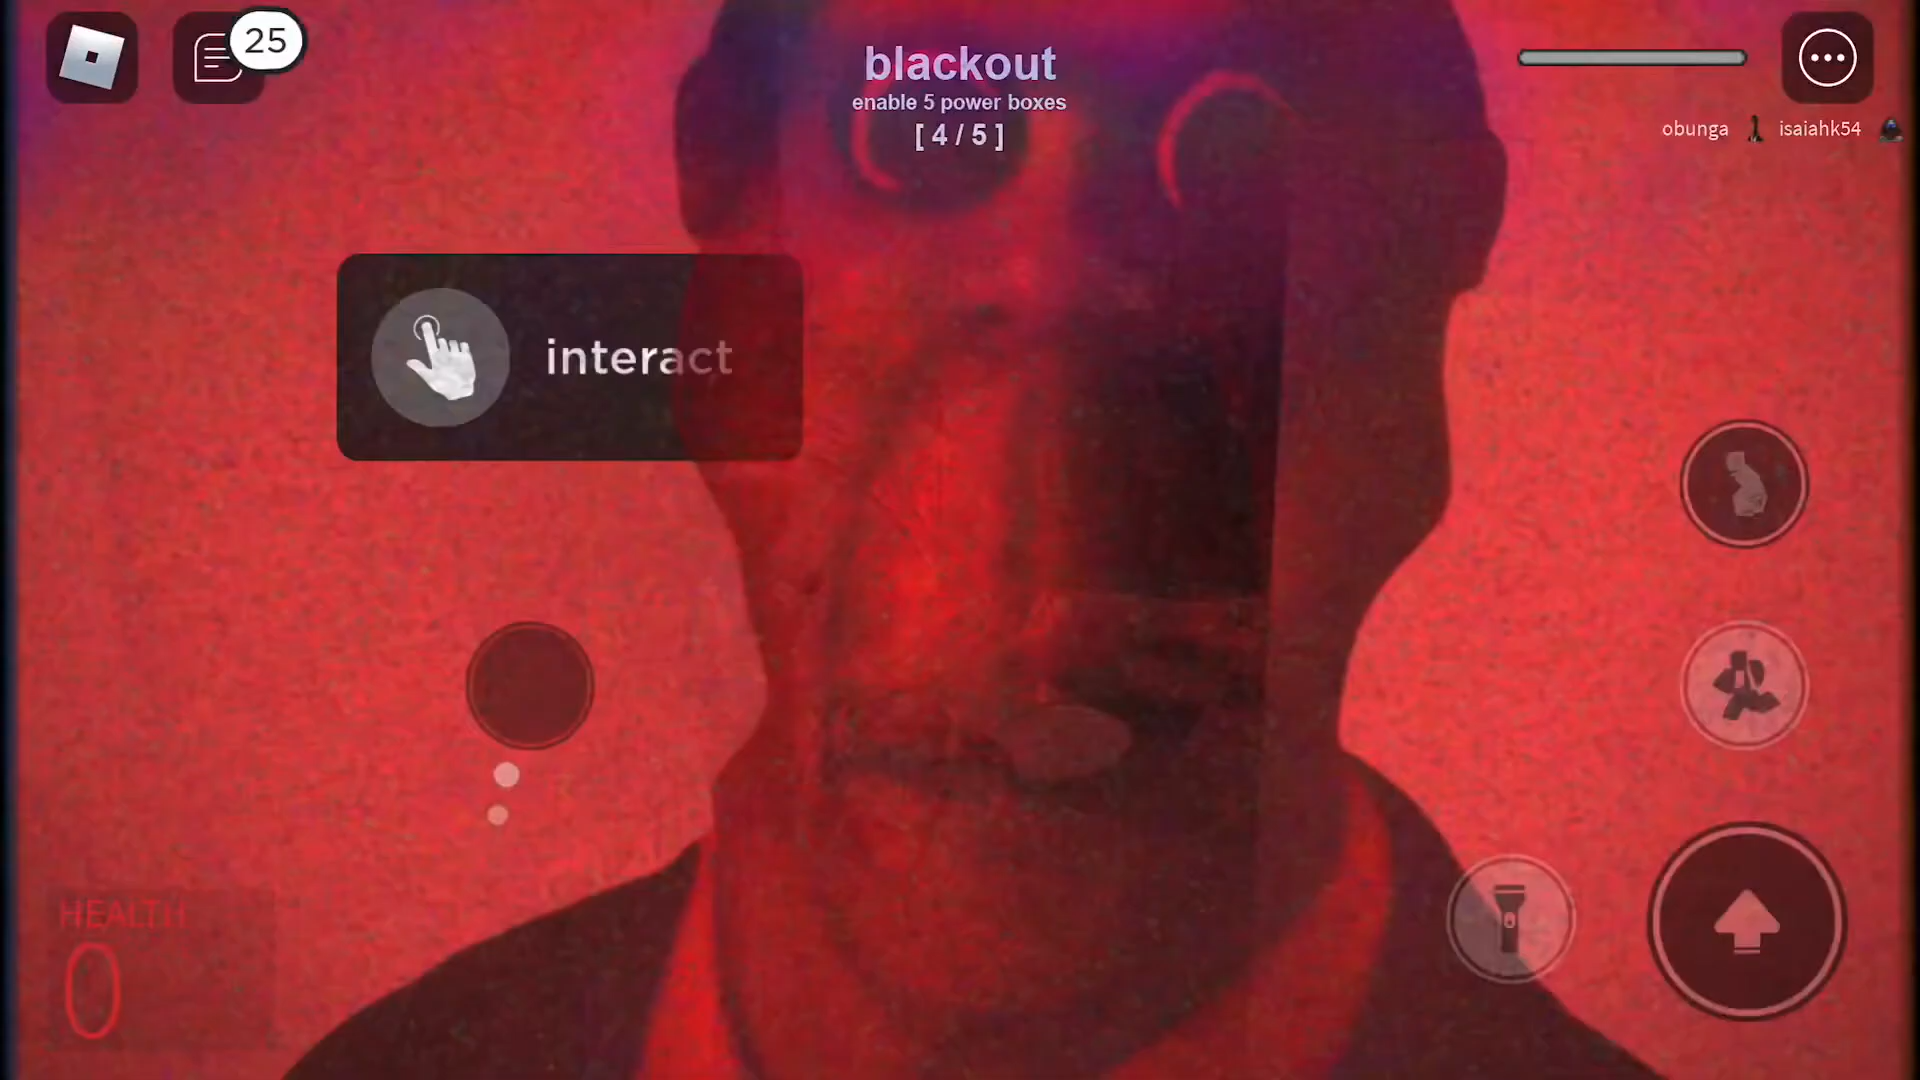 25
blackout
enable 5 power boxes
[ 4 / 5 ]
obunga isaiahk54
interact
HEALTH
0